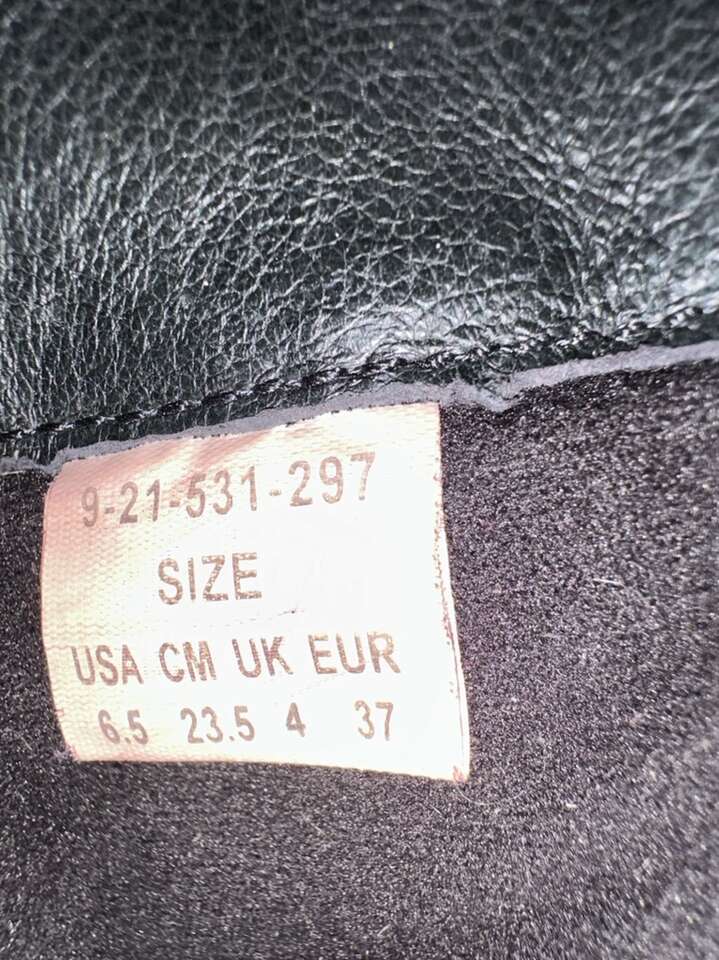 9-21-531-297
SIZE
USA CM UK EUR
6.5 23.5 4 37